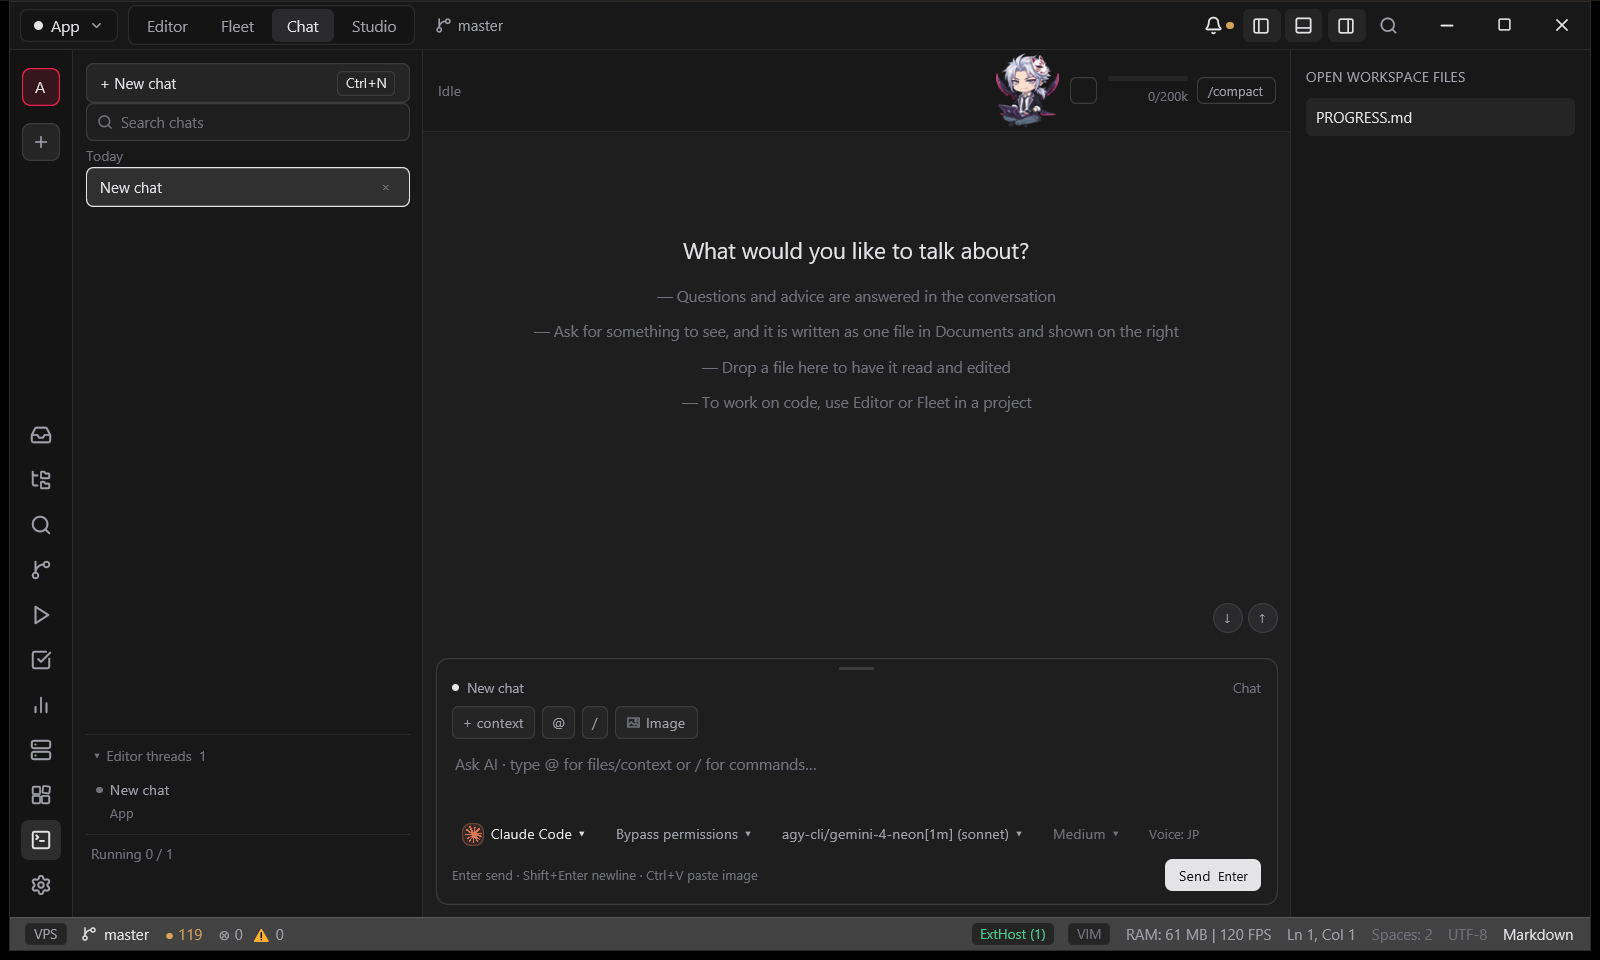 App
Editor
Fleet
Chat
Studio
master
A
+ New chat
Ctrl+N
Search chats
Today
New chat
×
Idle
0/200k
/compact
OPEN WORKSPACE FILES
PROGRESS.md
What would you like to talk about?
— Questions and advice are answered in the conversation
— Ask for something to see, and it is written as one file in Documents and shown on the right
— Drop a file here to have it read and edited
— To work on code, use Editor or Fleet in a project
↓
↑
Editor threads 1
New chat
App
Running 0 / 1
New chat
Chat
+ context
@
/
Image
Ask AI · type @ for files/context or / for commands...
Claude Code
Bypass permissions
agy-cli/gemini-4-neon[1m] (sonnet)
Medium
Voice: JP
Enter send · Shift+Enter newline · Ctrl+V paste image
Send Enter
VPS
master
119
0
0
ExtHost (1)
VIM
RAM: 61 MB | 120 FPS
Ln 1, Col 1
Spaces: 2
UTF-8
Markdown